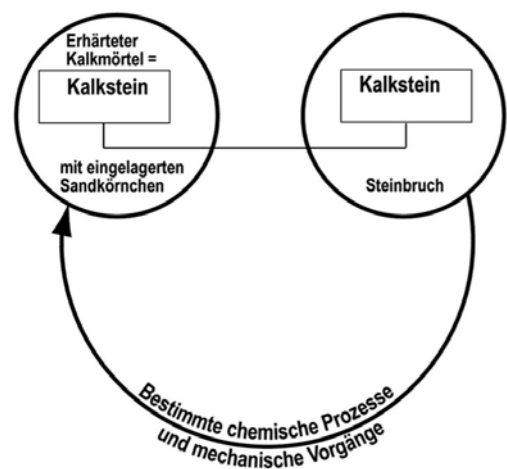 Erhärteter
Kalkmörtel =
Kalkstein
mit eingelagerten
Sandkörnchen
Kalkstein
Steinbruch
Bestimmte chemische Prozesse
und mechanische Vorgänge